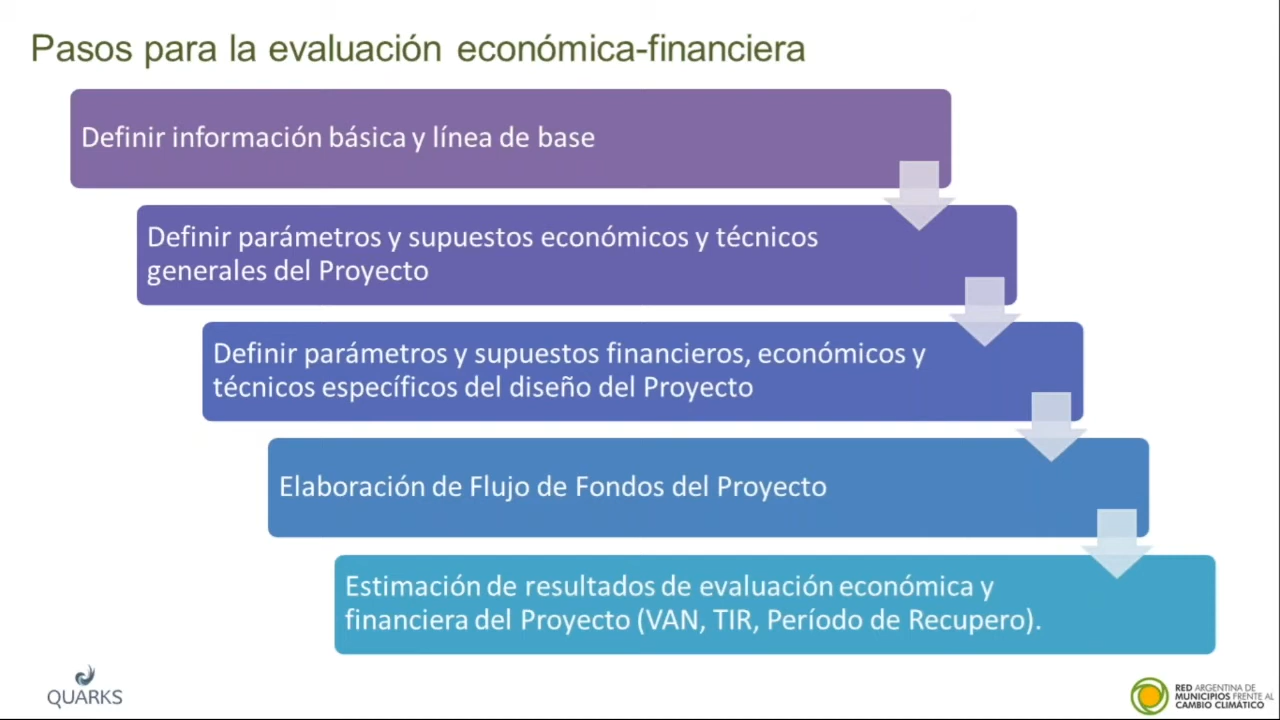 Pasos para la evaluación económica-financiera
Definir información básica y línea de base
Definir parámetros y supuestos económicos y técnicos
generales del Proyecto
Definir parámetros y supuestos financieros, económicos y
técnicos específicos del diseño del Proyecto
Elaboración de Flujo de Fondos del Proyecto
Estimación de resultados de evaluación económica y
financiera del Proyecto (VAN, TIR, Período de Recupero).
QUARKS
RED ARGENTINA DE
MUNICIPIOS FRENTE AL
CAMBIO CLIMÁTICO